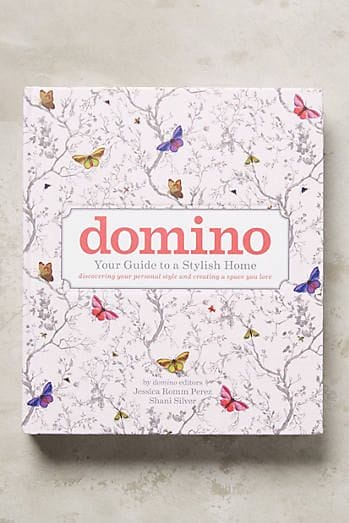 domino
Your Guide to a Stylish Home
discovering your personal style and creating a space you love
by domino editors
Jessica Romm Perez
Shani Silver